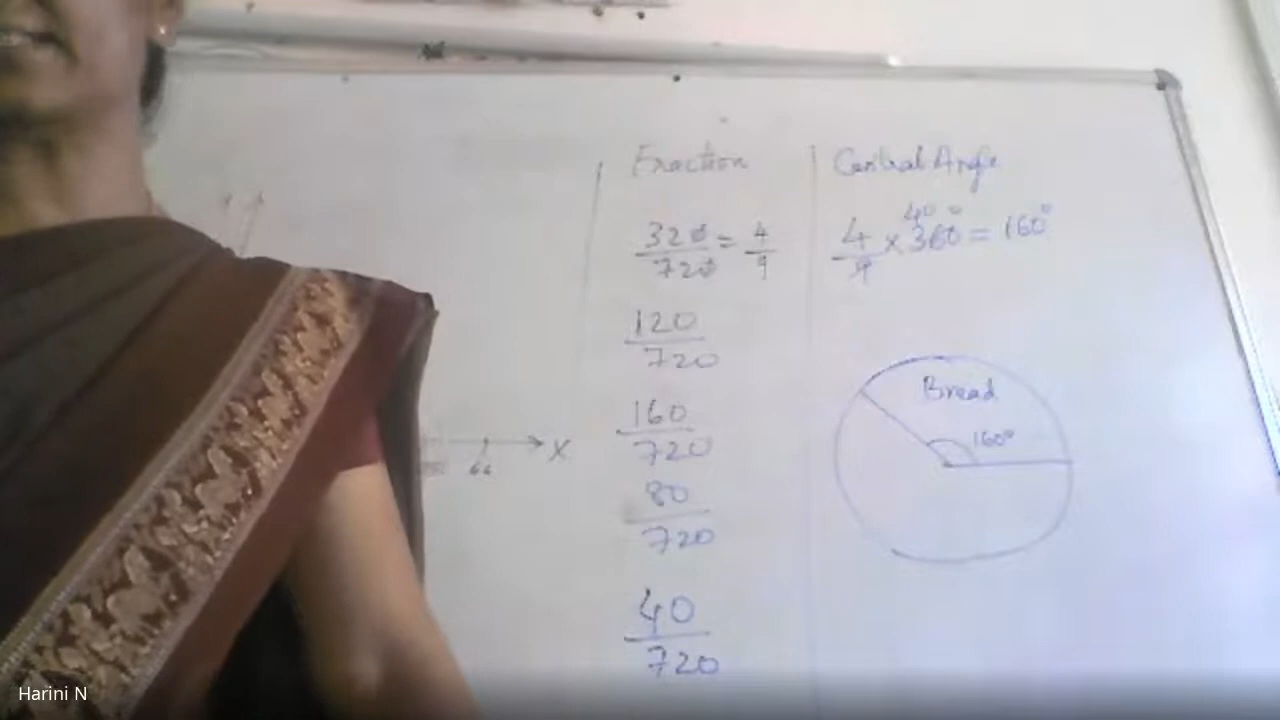 Fraction
Central Angle
320/720 = 4/9
4/9 x 360° = 160°
40
120/720
160/720
80/720
40/720
Bread
160°
X
Harini N